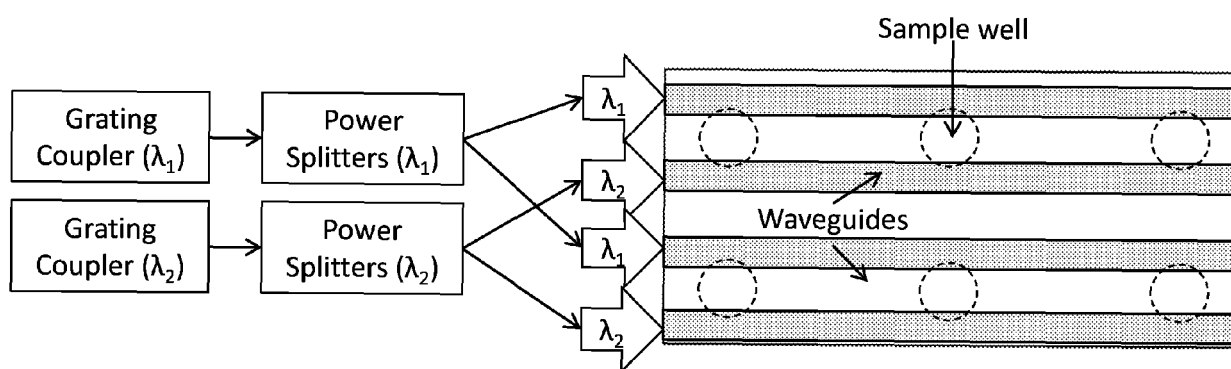 Sample well
Grating
Coupler (λ₁)
Power
Splitters (λ₁)
λ₁
λ₂
Waveguides
Grating
Coupler (λ₂)
Power
Splitters (λ₂)
λ₁
λ₂